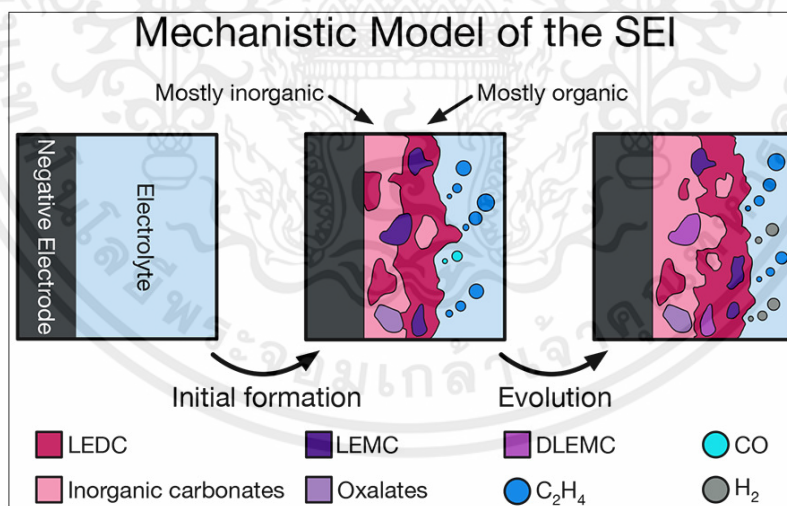 Mechanistic Model of the SEI
Mostly inorganic
Mostly organic
Negative Electrode
Electrolyte
Initial formation
Evolution
LEDC
LEMC
DLEMC
CO
Inorganic carbonates
Oxalates
C₂H₄
H₂